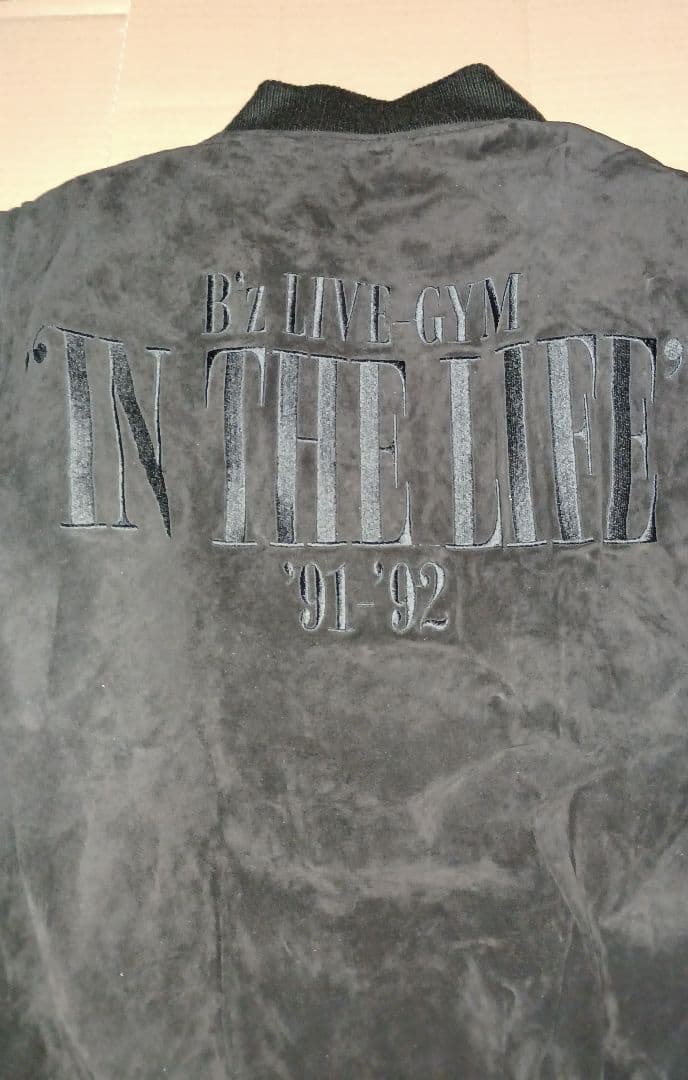 B'z LIVE-GYM
'IN THE LIFE'
'91-'92